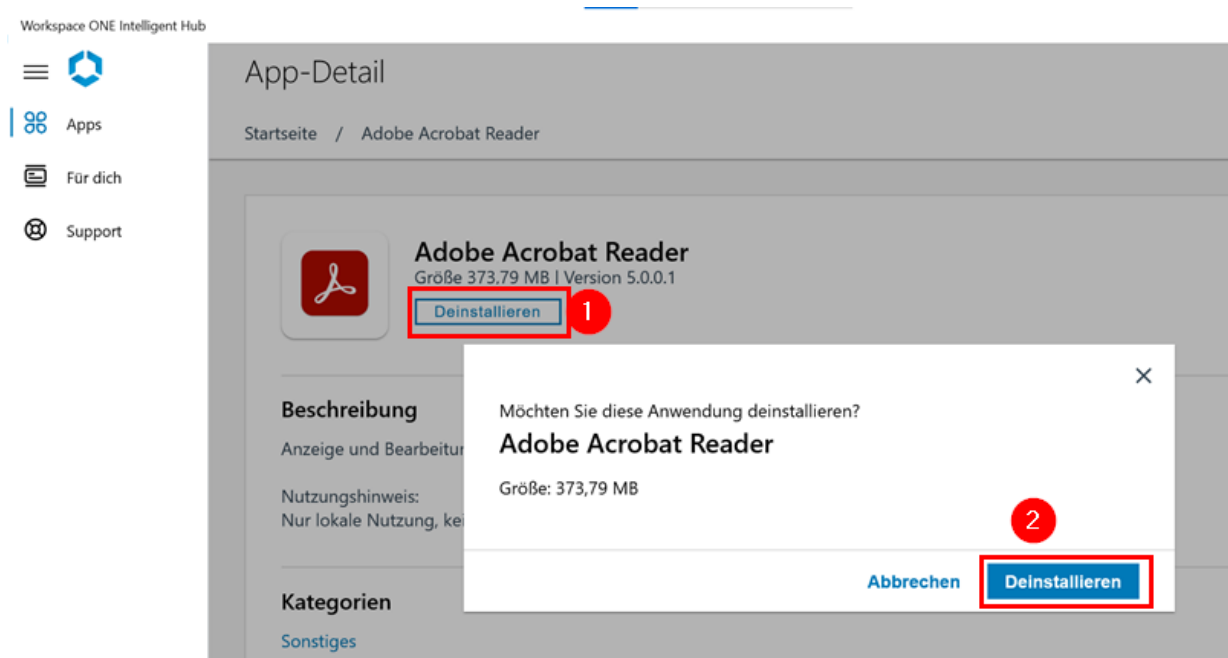 Workspace ONE Intelligent Hub
App-Detail
Apps
Startseite / Adobe Acrobat Reader
Für dich
Support
Adobe Acrobat Reader
Größe 373,79 MB | Version 5.0.0.1
Deinstallieren
1
Beschreibung
Anzeige und
Nutzungshinweis:
Nur lokale Nutzung,
Kategorien
Sonstiges
Möchten Sie diese Anwendung deinstallieren?
Adobe Acrobat Reader
Größe: 373,79 MB
2
Abbrechen
Deinstallieren